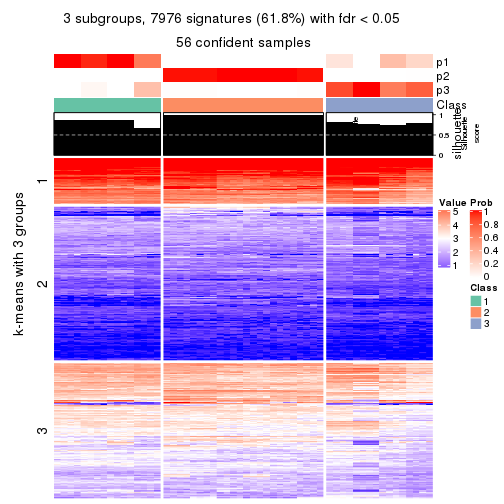 3 subgroups, 7976 signatures (61.8%) with fdr < 0.05
56 confident samples
p1
p2
p3
Class
1
0.5
0
silhouette
Silhouette
score
k-means with 3 groups
1
2
3
Value
5
4
3
2
1
Prob
1
0.8
0.6
0.4
0.2
0
Class
1
2
3